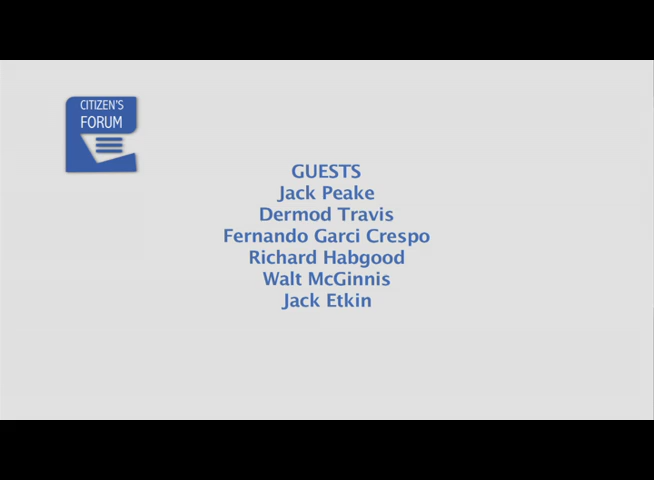 CITIZEN'S
FORUM
GUESTS
Jack Peake
Dermod Travis
Fernando Garci Crespo
Richard Habgood
Walt McGinnis
Jack Etkin